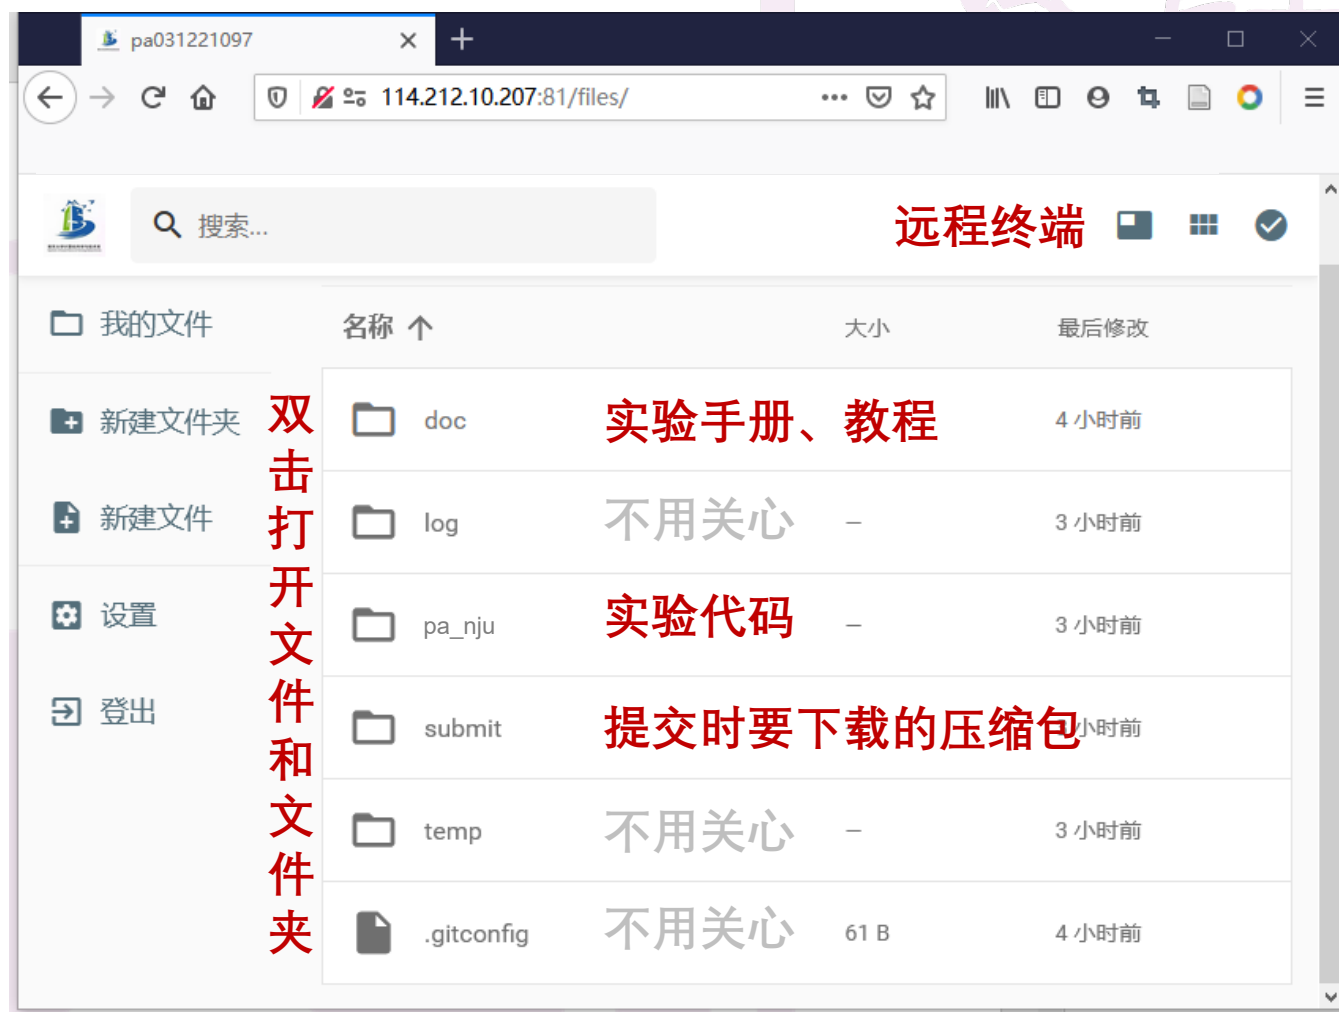 pa031221097
114.212.10.207:81/files/
搜索...
远程终端
我的文件
名称 大小 最后修改
新建文件夹
新建文件
设置
登出
双击打开文件和文件夹
doc 实验手册、教程 4 小时前
log 不用关心 – 3 小时前
pa_nju 实验代码 – 3 小时前
submit 提交时要下载的压缩包 小时前
temp 不用关心 – 3 小时前
.gitconfig 不用关心 61 B 4 小时前